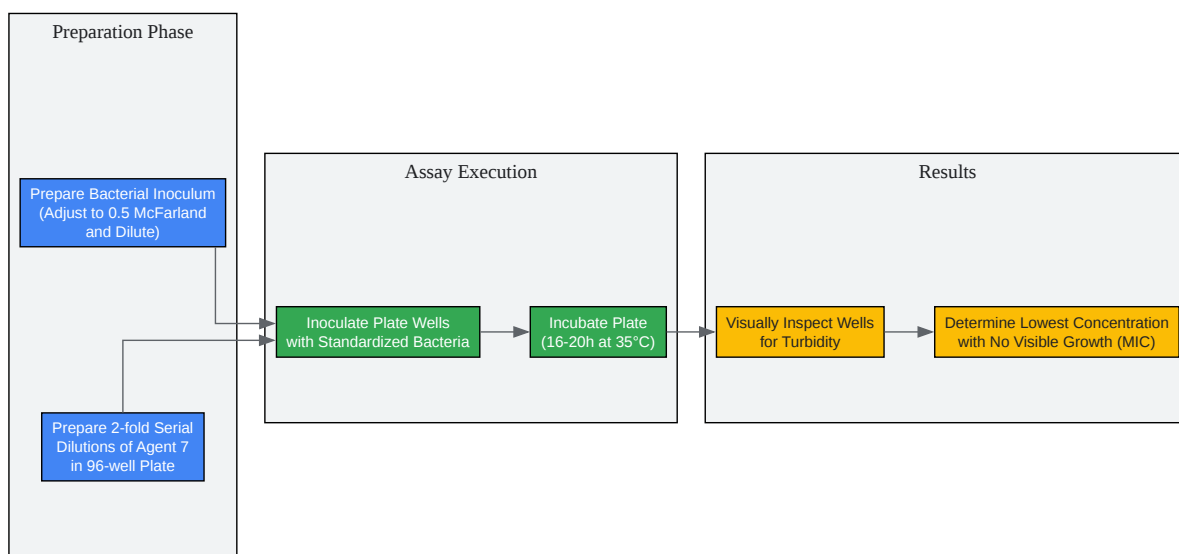 Preparation Phase
Prepare Bacterial Inoculum
(Adjust to 0.5 McFarland
and Dilute)
Prepare 2-fold Serial
Dilutions of Agent 7
in 96-well Plate
Assay Execution
Inoculate Plate Wells
with Standardized Bacteria
Incubate Plate
(16-20h at 35°C)
Results
Visually Inspect Wells
for Turbidity
Determine Lowest Concentration
with No Visible Growth (MIC)